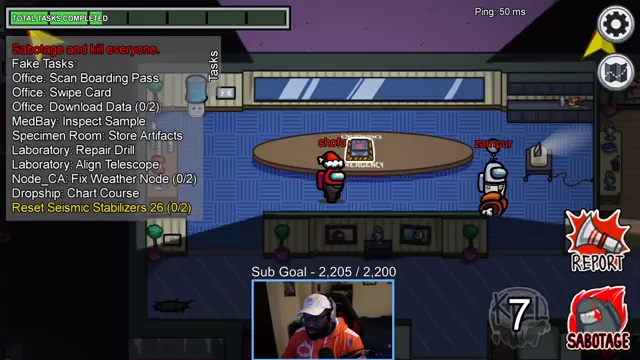 TOTAL TASKS COMPLETED
Ping: 50 ms
Sabotage and kill everyone.
Fake Tasks:
Office: Scan Boarding Pass
Office: Swipe Card
Office: Download Data (0/2)
MedBay: Inspect Sample
Specimen Room: Store Artifacts
Laboratory: Repair Drill
Laboratory: Align Telescope
Node_CA: Fix Weather Node (0/2)
Dropship: Chart Course
Reset Seismic Stabilizers 26 (0/2)
Tasks
zamour
EMERGENCY
REPORT
Sub Goal - 2,205 / 2,200
KILL
7
SABOTAGE